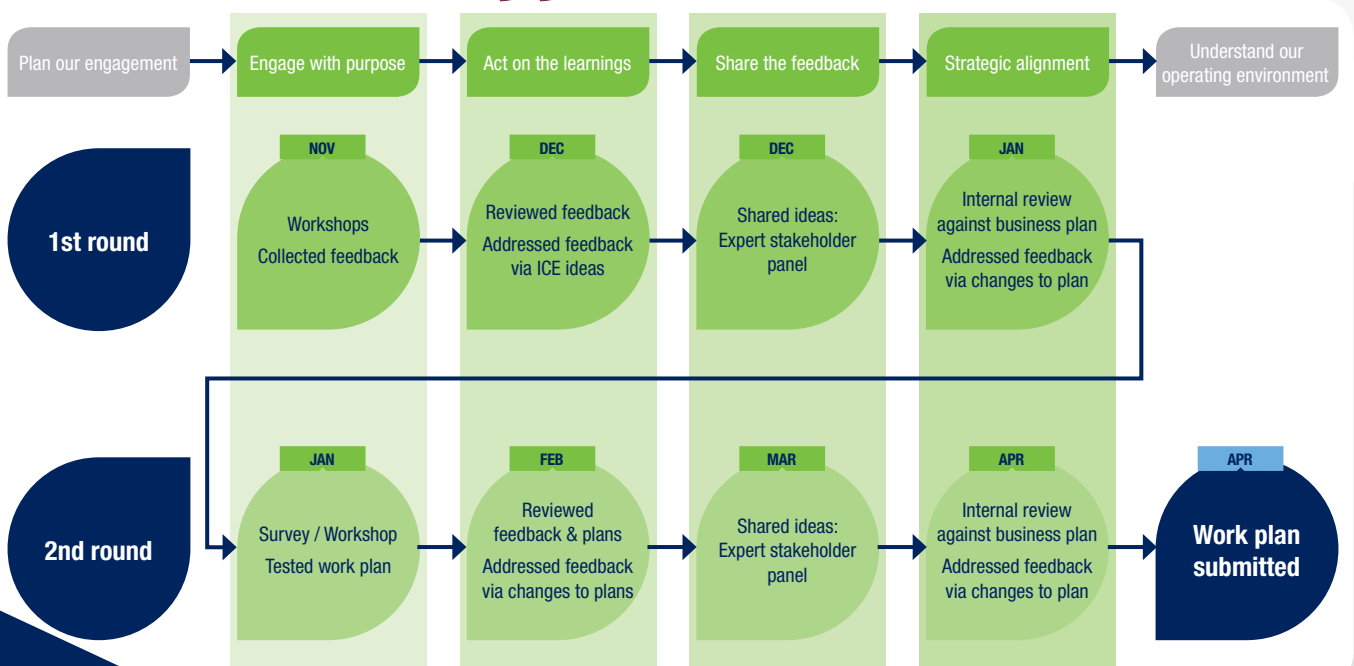 Plan our engagement
Engage with purpose
Act on the learnings
Share the feedback
Strategic alignment
Understand our
operating environment
1st round
NOV
Workshops
Collected feedback
DEC
Reviewed feedback
Addressed feedback
via ICE ideas
DEC
Shared ideas:
Expert stakeholder
panel
JAN
Internal review
against business plan
Addressed feedback
via changes to plan
2nd round
JAN
Survey / Workshop
Tested work plan
FEB
Reviewed
feedback & plans
Addressed feedback
via changes to plans
MAR
Shared ideas:
Expert stakeholder
panel
APR
Internal review
against business plan
Addressed feedback
via changes to plan
APR
Work plan
submitted